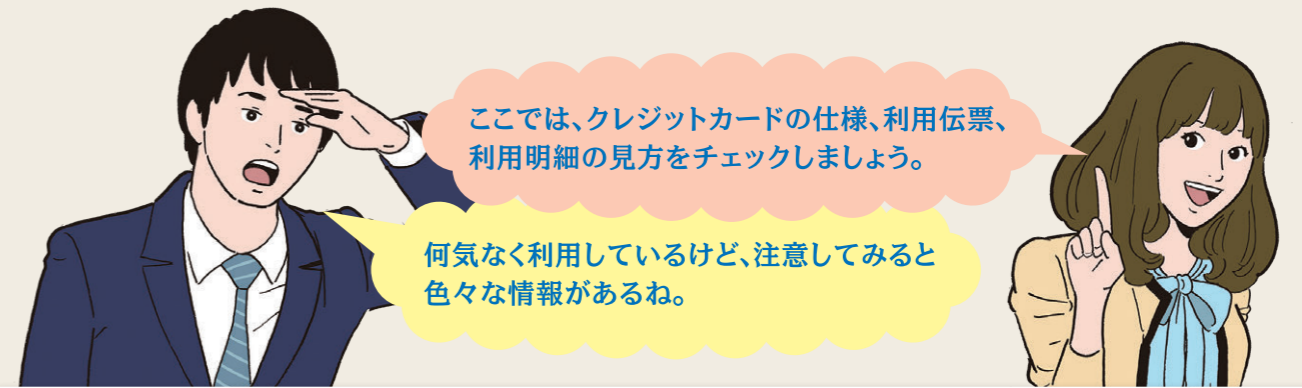 ここでは、クレジットカードの仕様、利用伝票、
利用明細の見方をチェックしましょう。
何気なく利用しているけど、注意してみると
色々な情報があるね。